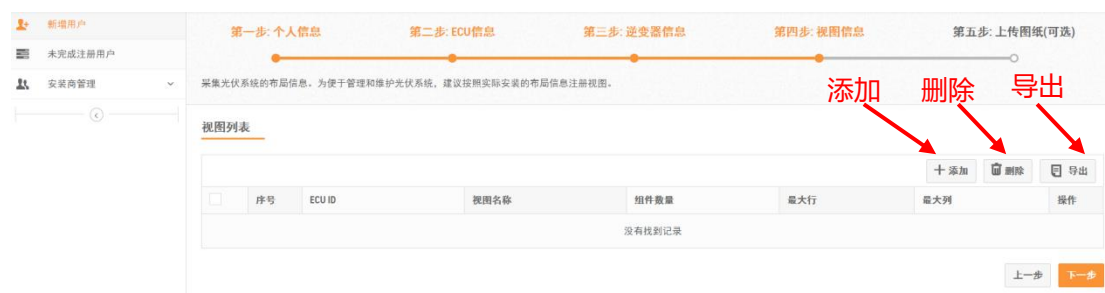 新增用户
未完成注册用户
安装商管理
第一步: 个人信息 第二步: ECU信息 第三步: 逆变器信息 第四步: 视图信息 第五步: 上传图纸(可选)
采集光伏系统的布局信息。为便于管理和维护光伏系统，建议按照实际安装的布局信息注册视图。
添加 删除 导出
视图列表
添加 删除 导出
序号 ECU ID 视图名称 组件数量 最大行 最大列 操作
没有找到记录
上一步 下一步